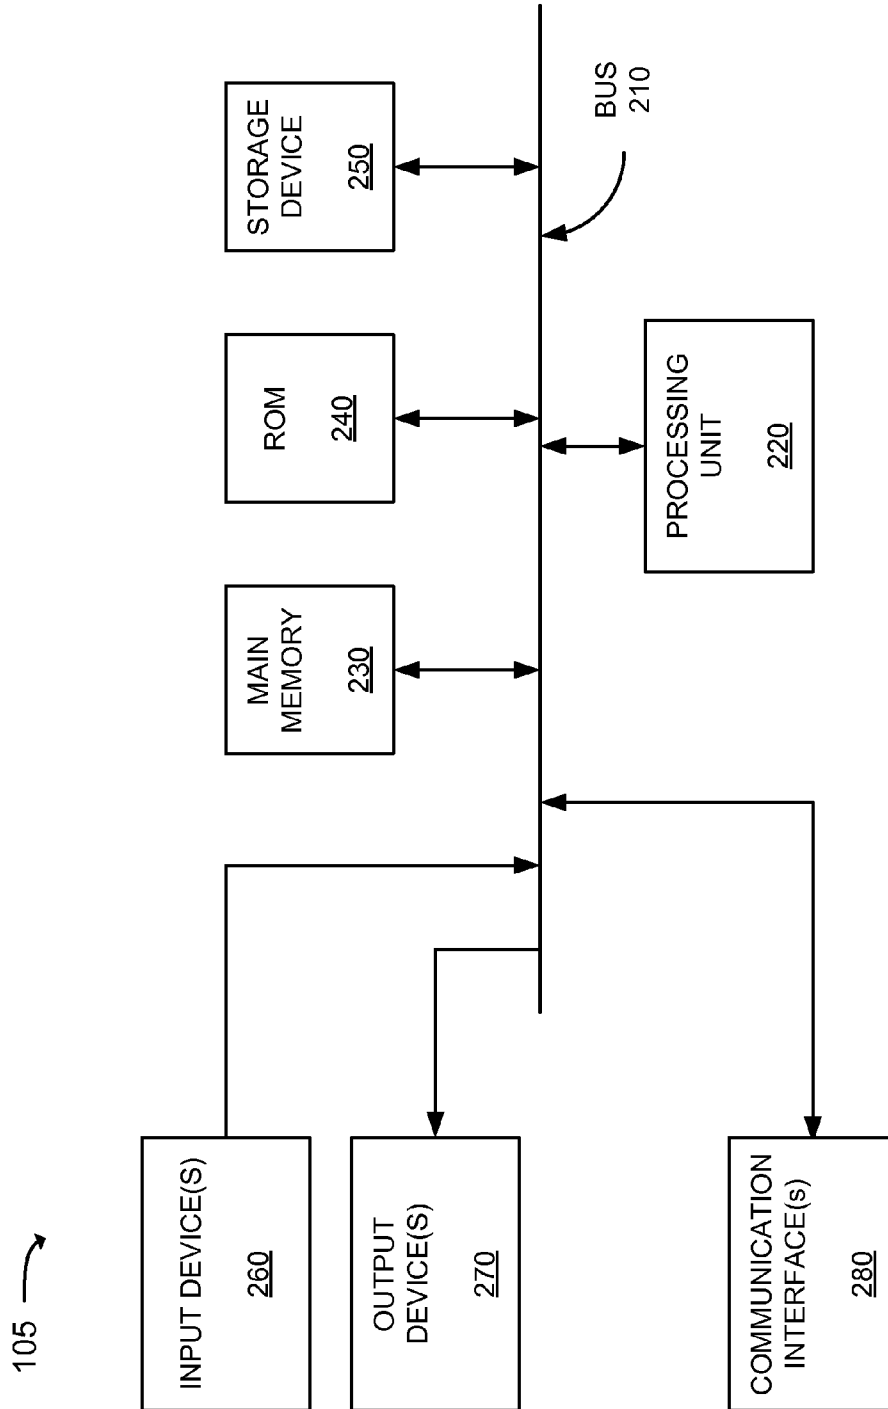 105
INPUT DEVICE(S)
260
OUTPUT
DEVICE(S)
270
COMMUNICATION
INTERFACE(s)
280
MAIN
MEMORY
230
ROM
240
STORAGE
DEVICE
250
PROCESSING
UNIT
220
BUS
210